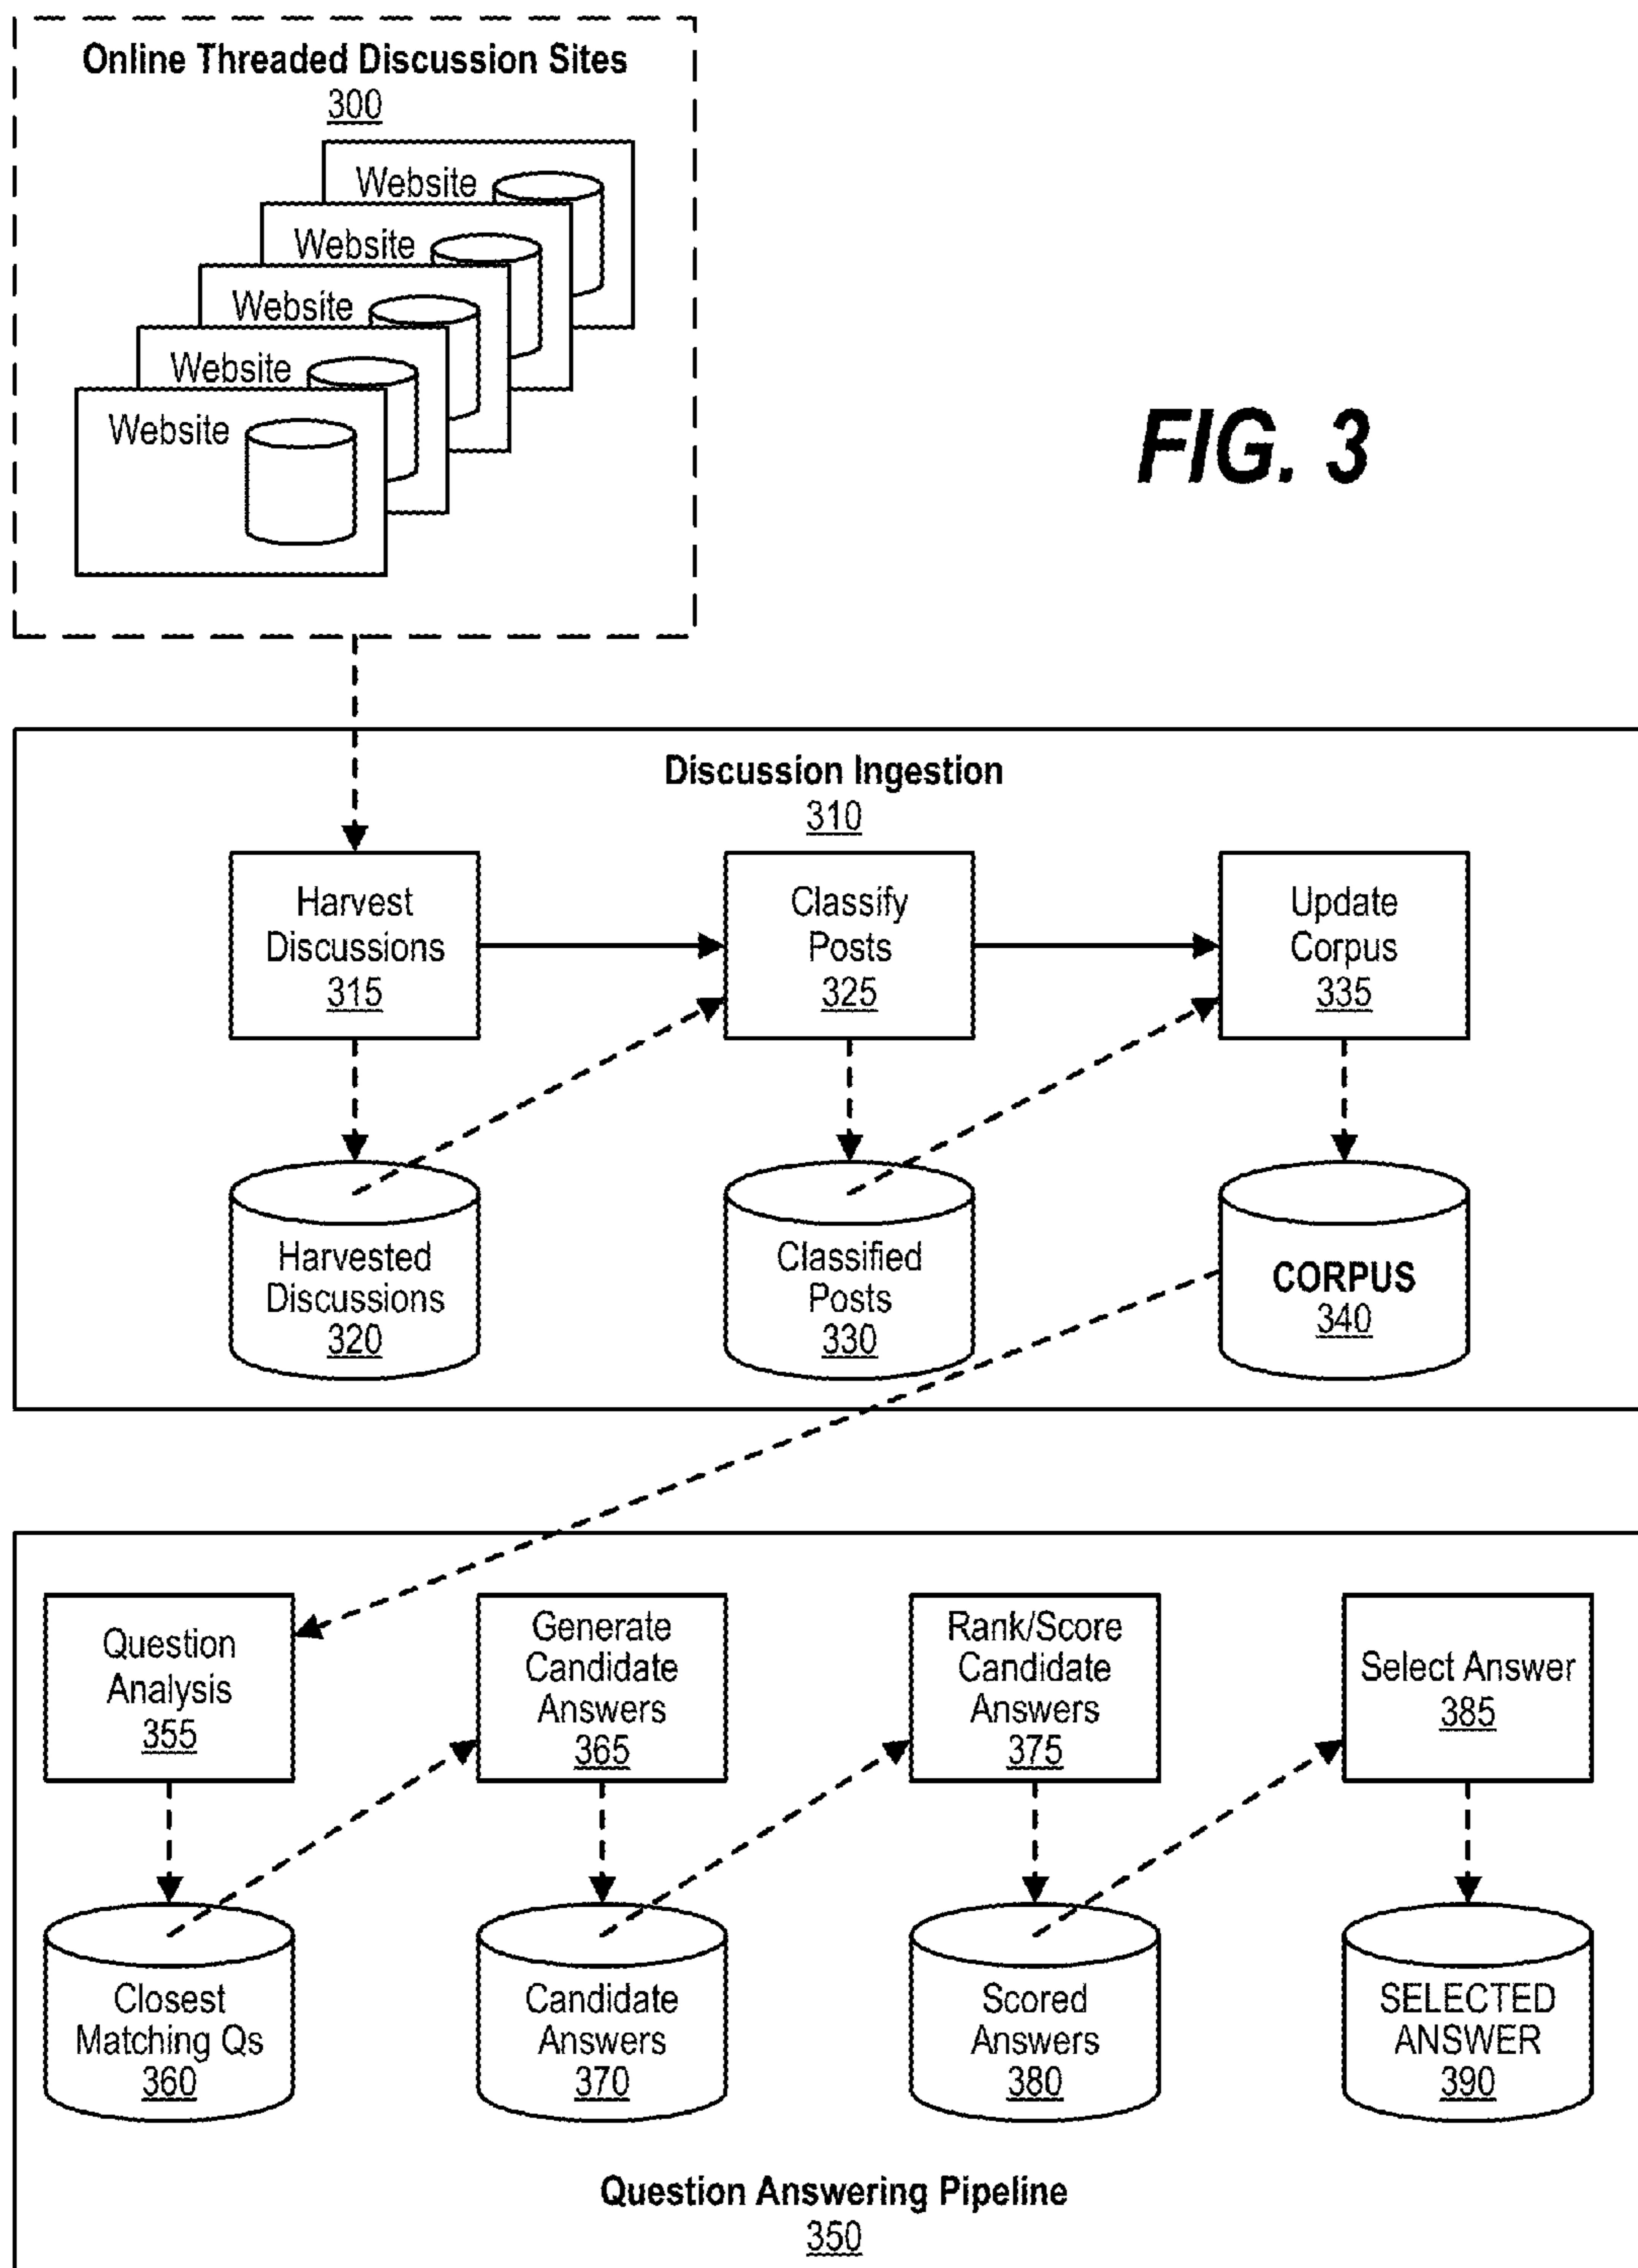 Online Threaded Discussion Sites
300
Website
Website
Website
Website
Website
FIG. 3
Discussion Ingestion
310
Harvest
Discussions
315
Classify
Posts
325
Update
Corpus
335
Harvested
Discussions
320
Classified
Posts
330
CORPUS
340
Question
Analysis
355
Generate
Candidate
Answers
365
Rank/Score
Candidate
Answers
375
Select Answer
385
Closest
Matching Qs
360
Candidate
Answers
370
Scored
Answers
380
SELECTED
ANSWER
390
Question Answering Pipeline
350